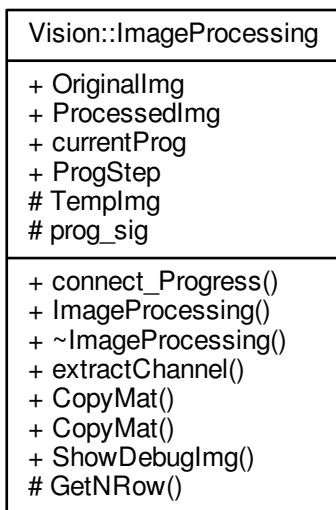 Vision::ImageProcessing
+ OriginalImg
+ ProcessedImg
+ currentProg
+ ProgStep
# TempImg
# prog_sig
+ connect_Progress()
+ ImageProcessing()
+ ~ImageProcessing()
+ extractChannel()
+ CopyMat()
+ CopyMat()
+ ShowDebugImg()
# GetNRow()